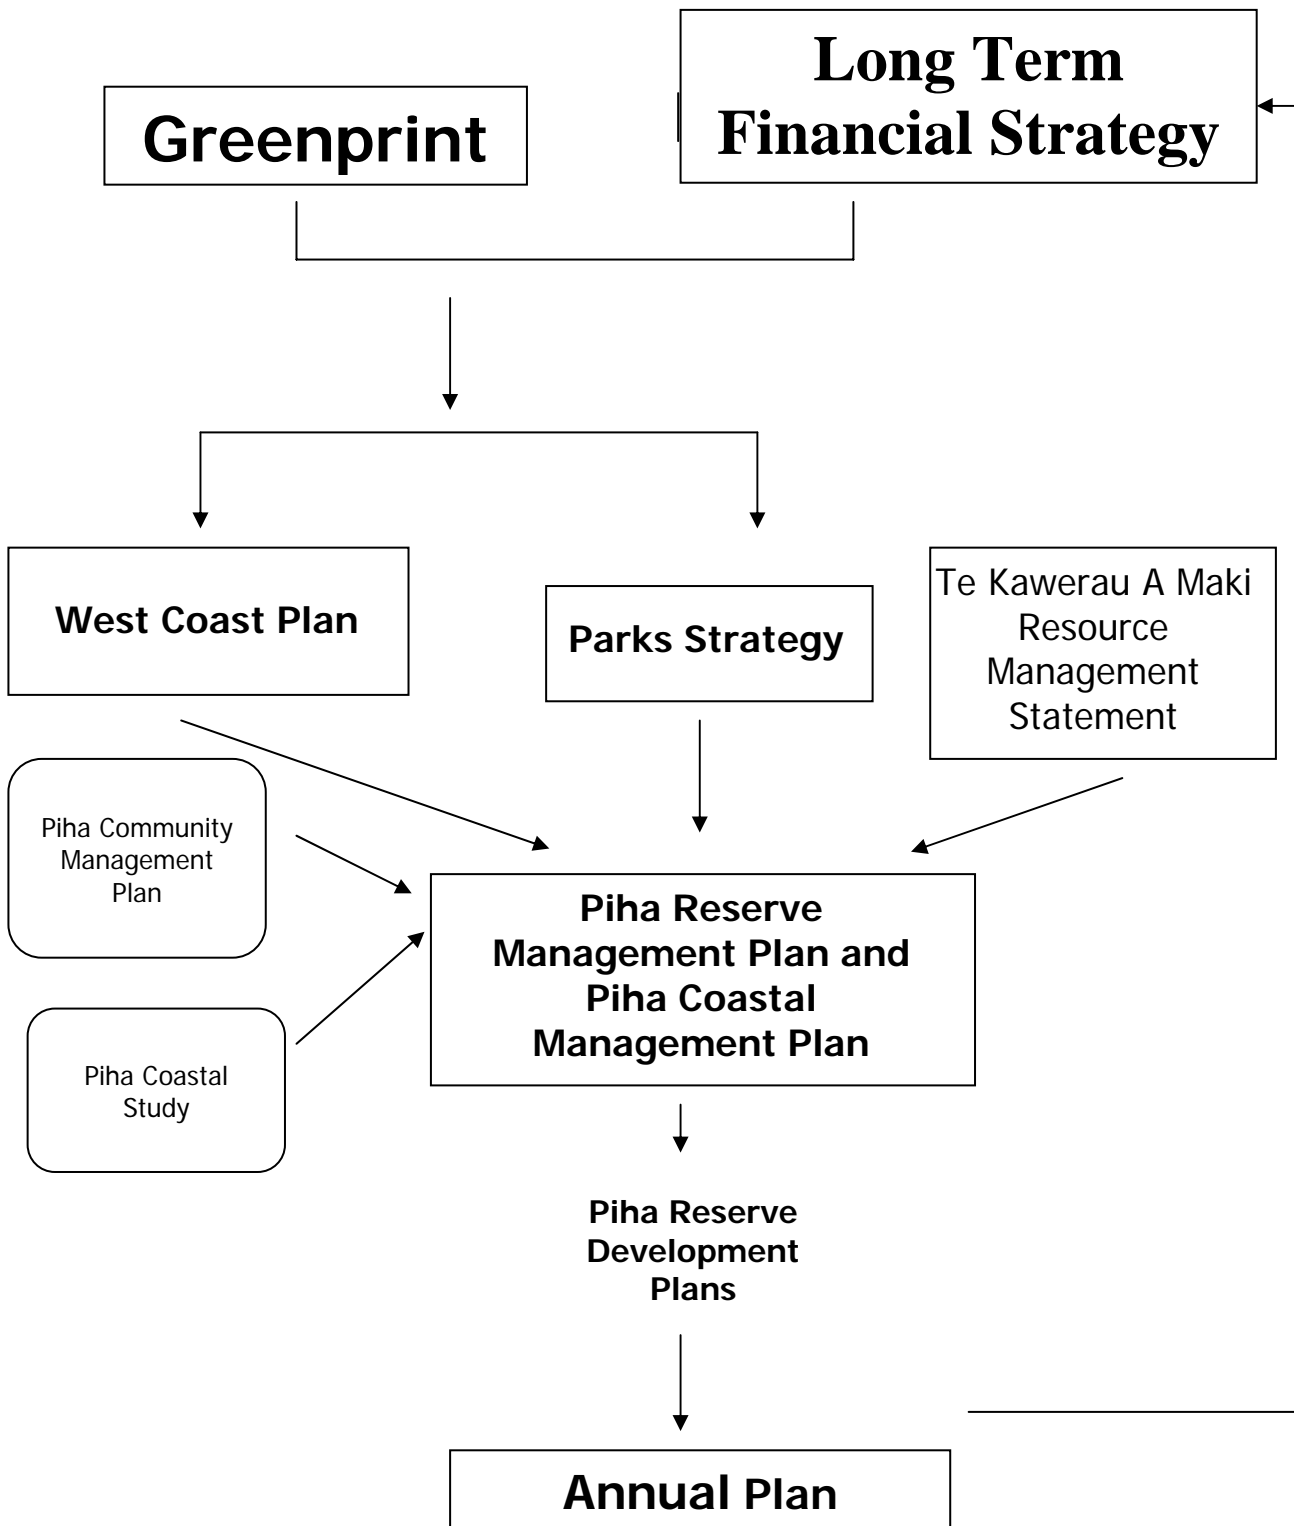 Greenprint
Long Term
Financial Strategy
West Coast Plan
Parks Strategy
Te Kawerau A Maki
Resource
Management
Statement
Piha Community
Management
Plan
Piha Reserve
Management Plan and
Piha Coastal
Management Plan
Piha Coastal
Study
Piha Reserve
Development
Plans
Annual Plan